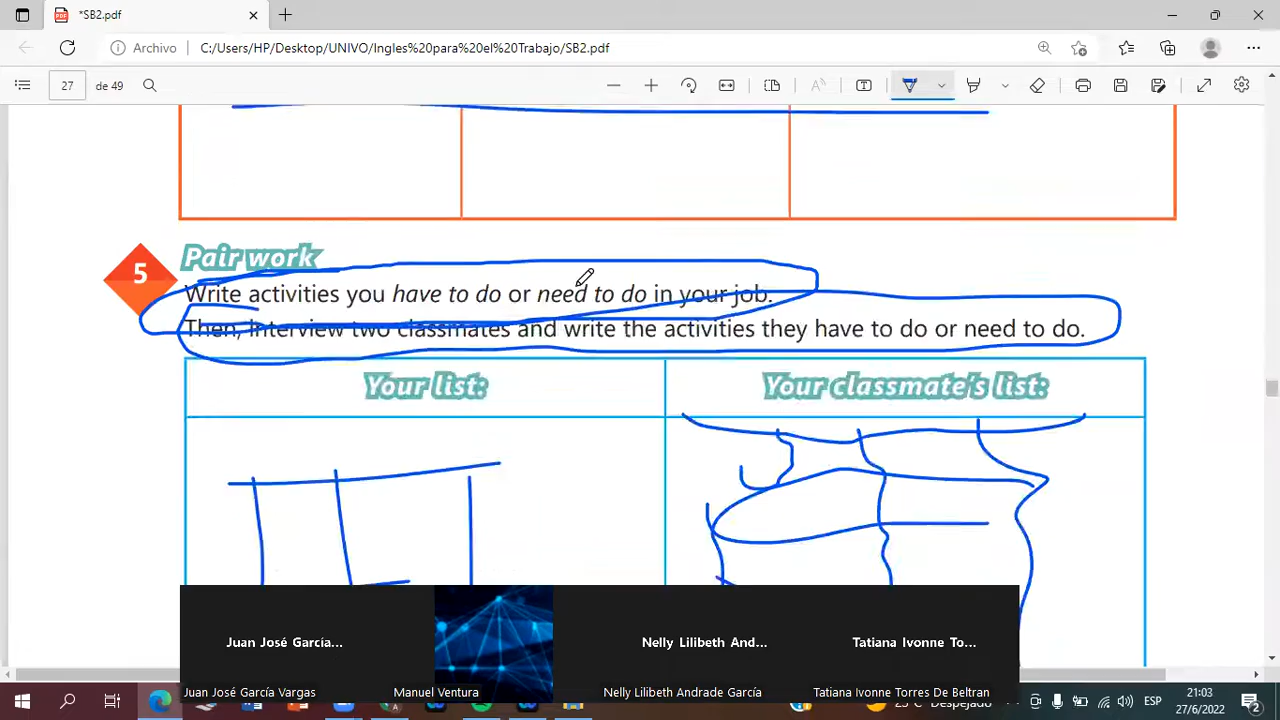 *SB2.pdf
Archivo C:/Users/HP/Desktop/UNIVO/Ingles%20para%20el%20Trabajo/SB2.pdf
27 de 49
5 Pair work
Write activities you have to do or need to do in your job.
Then, interview two classmates and write the activities they have to do or need to do.
Your list: Your classmate's list:
Juan José García... Nelly Lilibeth And... Tatiana Ivonne To...
Juan José García Vargas Manuel Ventura Nelly Lilibeth Andrade García Tatiana Ivonne Torres De Beltran
23°C Despejado ESP 21:03
27/6/2022 2